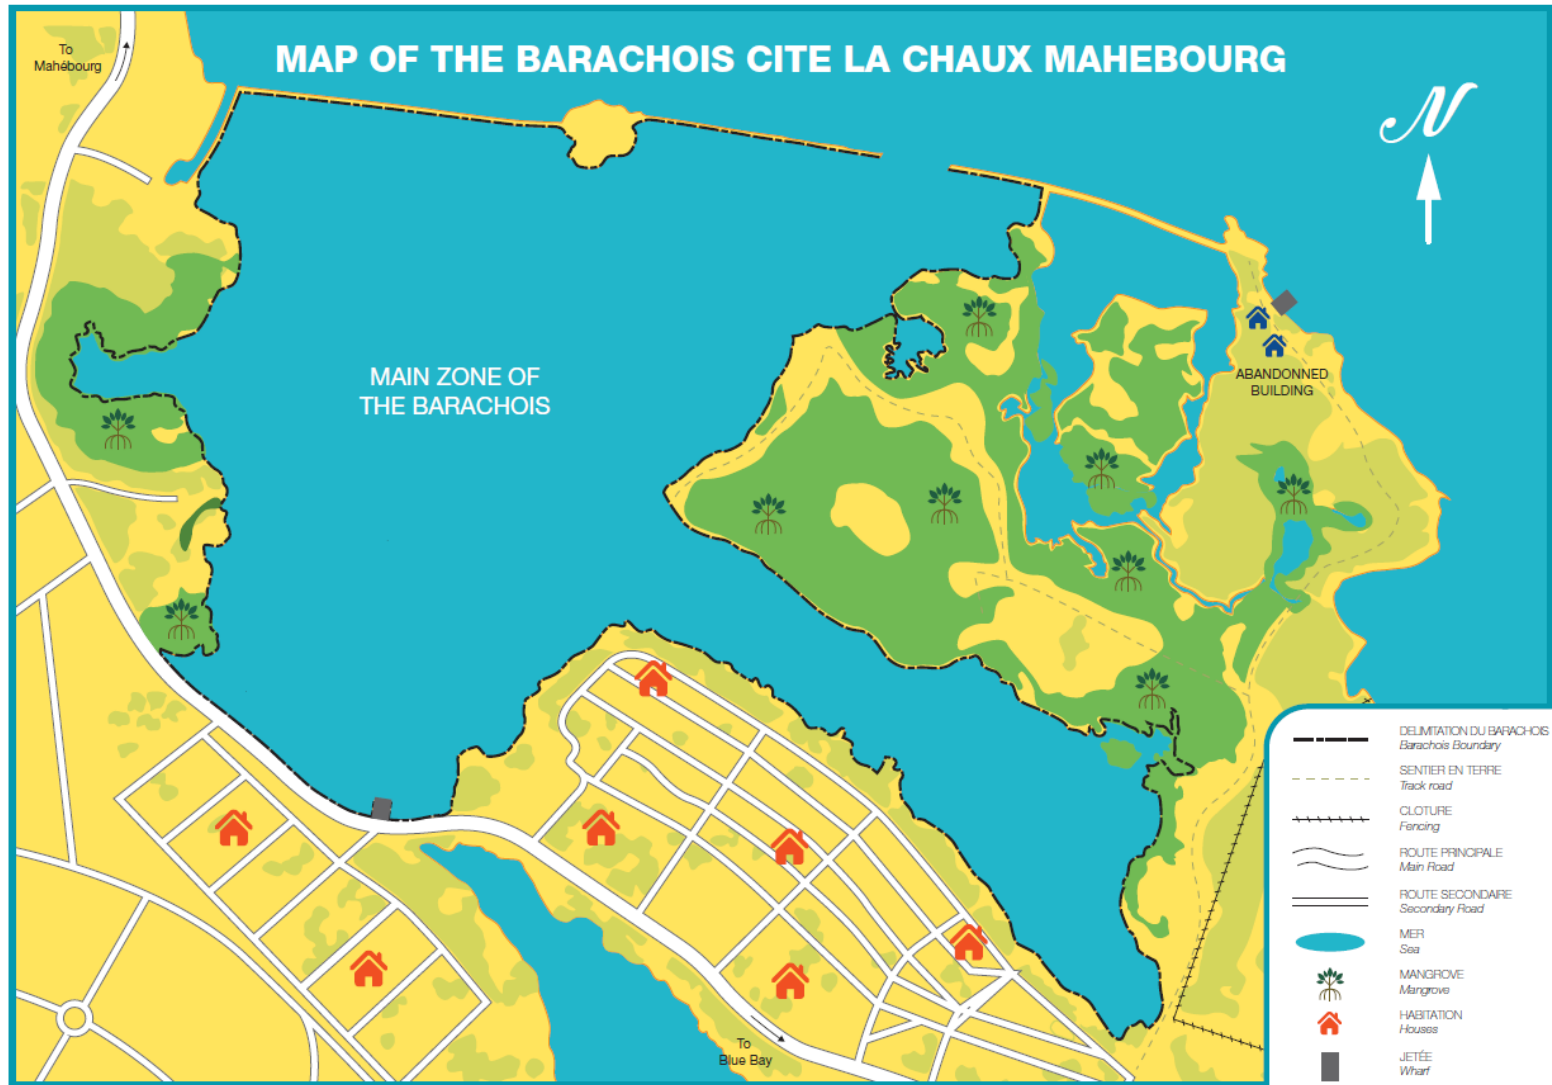 MAP OF THE BARACHOIS CITE LA CHAUX MAHEBOURG
To
Mahébourg
N
MAIN ZONE OF
THE BARACHOIS
ABANDONNED
BUILDING
To
Blue Bay
DELIMITATION DU BARACHOIS
Barachois Boundary
SENTIER EN TERRE
Track road
CLOTURE
Fencing
ROUTE PRINCIPALE
Main Road
ROUTE SECONDAIRE
Secondary Road
MER
Sea
MANGROVE
Mangrove
HABITATION
Houses
JETÉE
Wharf